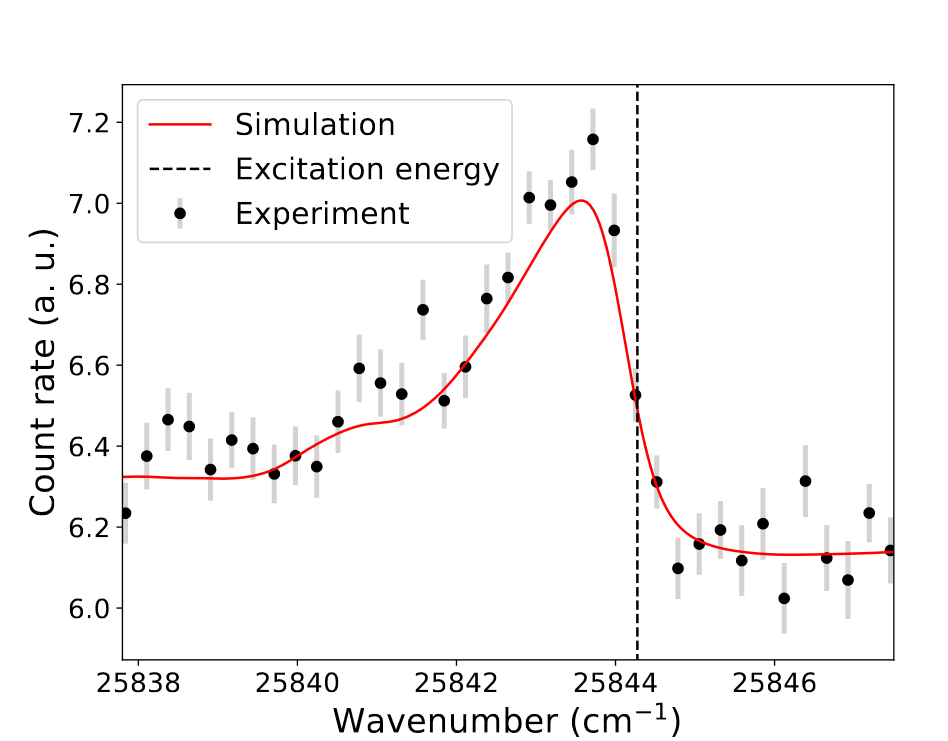 Simulation
Excitation energy
Experiment
7.2
7.0
6.8
6.6
6.4
6.2
6.0
Count rate (a. u.)
25838 25840 25842 25844 25846
Wavenumber (cm⁻¹)